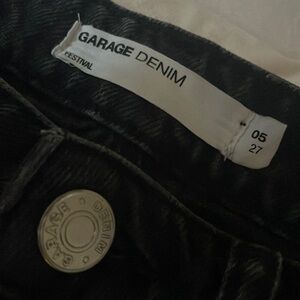 GARAGE DENIM
FESTIVAL
05
27
GARAGE • DENIM •